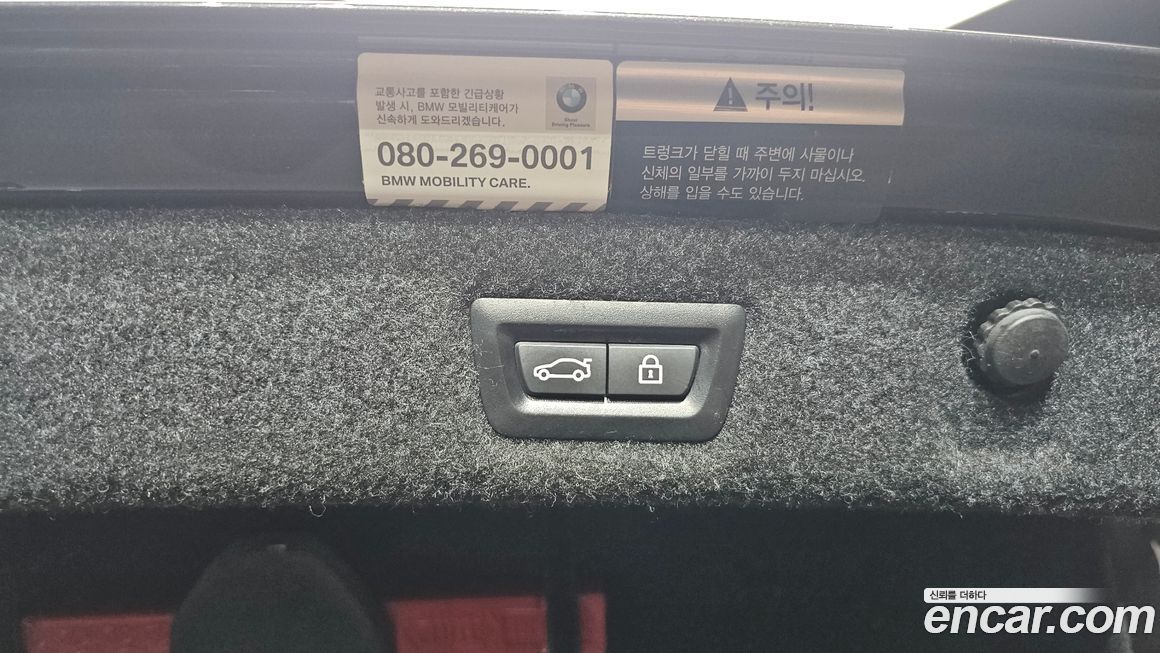 교통사고를 포함한 긴급상황
발생 시, BMW 모빌리티케어가
신속하게 도와드리겠습니다.
Sheer
Driving Pleasure
080-269-0001
BMW MOBILITY CARE.
주의!
트렁크가 닫힐 때 주변에 사물이나
신체의 일부를 가까이 두지 마십시오.
상해를 입을 수도 있습니다.
신뢰를 더하다
encar.com